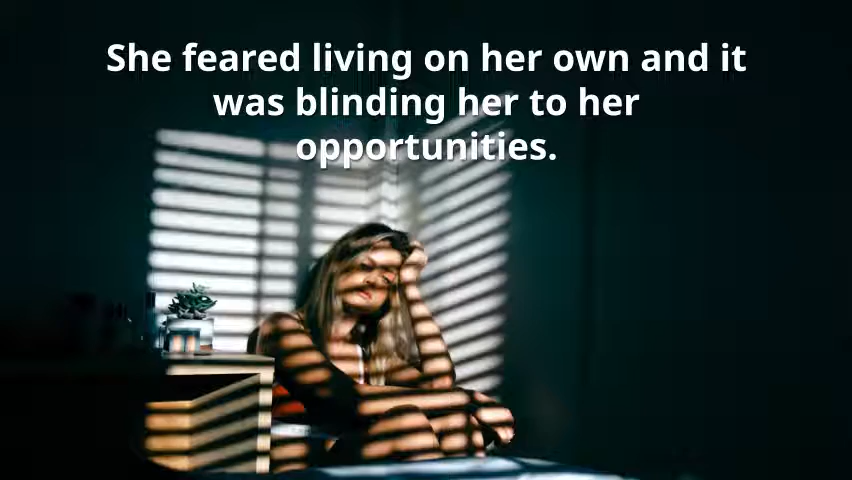 She feared living on her own and it
was blinding her to her
opportunities.